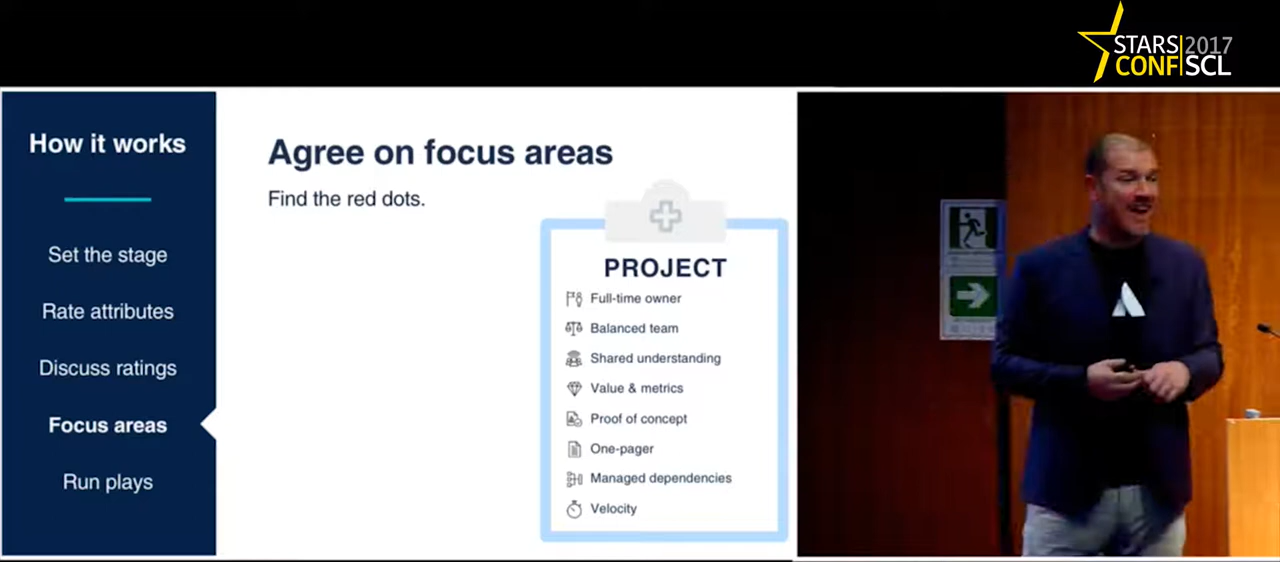 STARS 2017
CONF SCL
How it works
Set the stage
Rate attributes
Discuss ratings
Focus areas
Run plays
Agree on focus areas
Find the red dots.
PROJECT
Full-time owner
Balanced team
Shared understanding
Value & metrics
Proof of concept
One-pager
Managed dependencies
Velocity